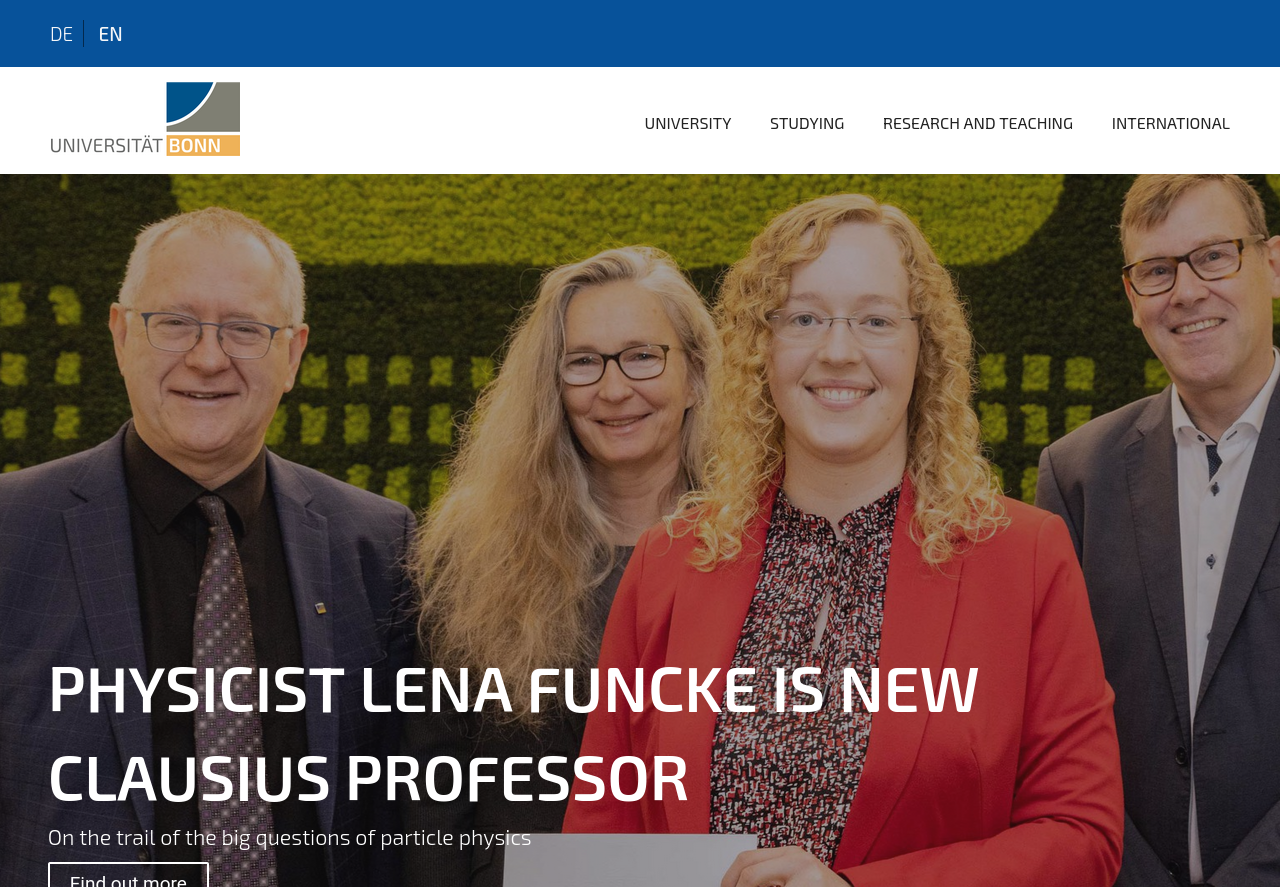 DE
EN
UNIVERSITÄT BONN
UNIVERSITY
STUDYING
RESEARCH AND TEACHING
INTERNATIONAL
PHYSICIST LENA FUNCKE IS NEW
CLAUSIUS PROFESSOR
On the trail of the big questions of particle physics
Find out more